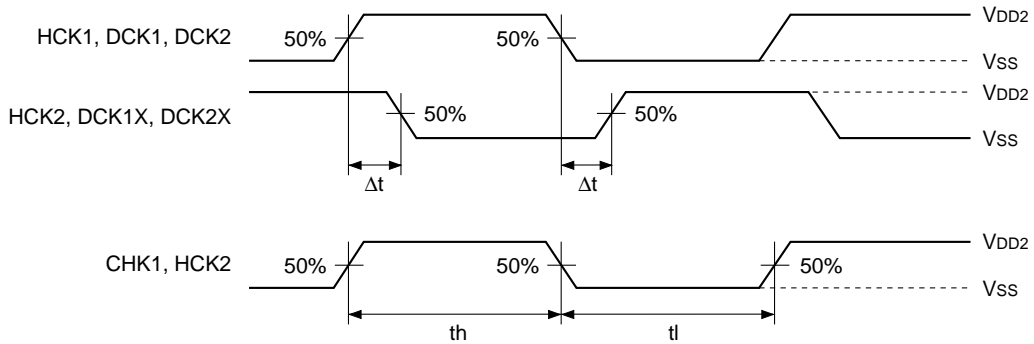 HCK1, DCK1, DCK2
50%
50%
VDD2
VSS
HCK2, DCK1X, DCK2X
50%
50%
VDD2
VSS
Δt
Δt
CHK1, HCK2
50%
50%
50%
VDD2
VSS
th
tl